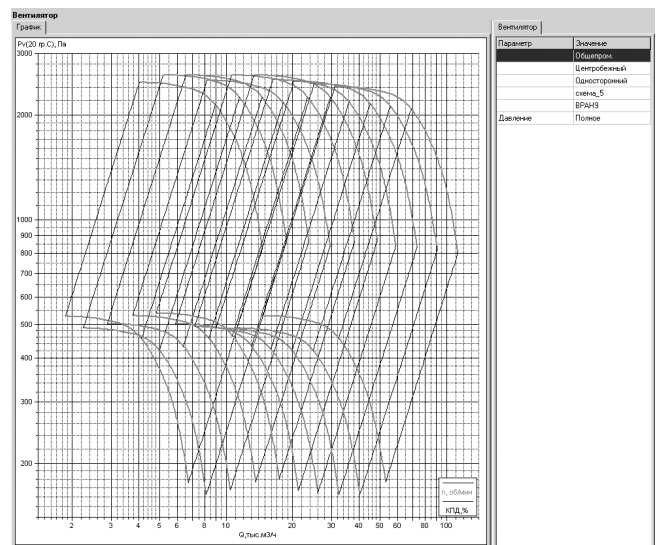 Вентилятор
График
Pv(20 гр.С), Па
3000
2000
1000
900
800
700
600
500
400
300
200
2 3 4 5 6 8 10 20 30 40 50 60 80 100
Q,тыс.м3/ч
n, об/мин
КПД,%
Вентилятор
Параметр Значение
Общепром.
Центробежный
Односторонний
схема_5
ВРАН9
Давление Полное